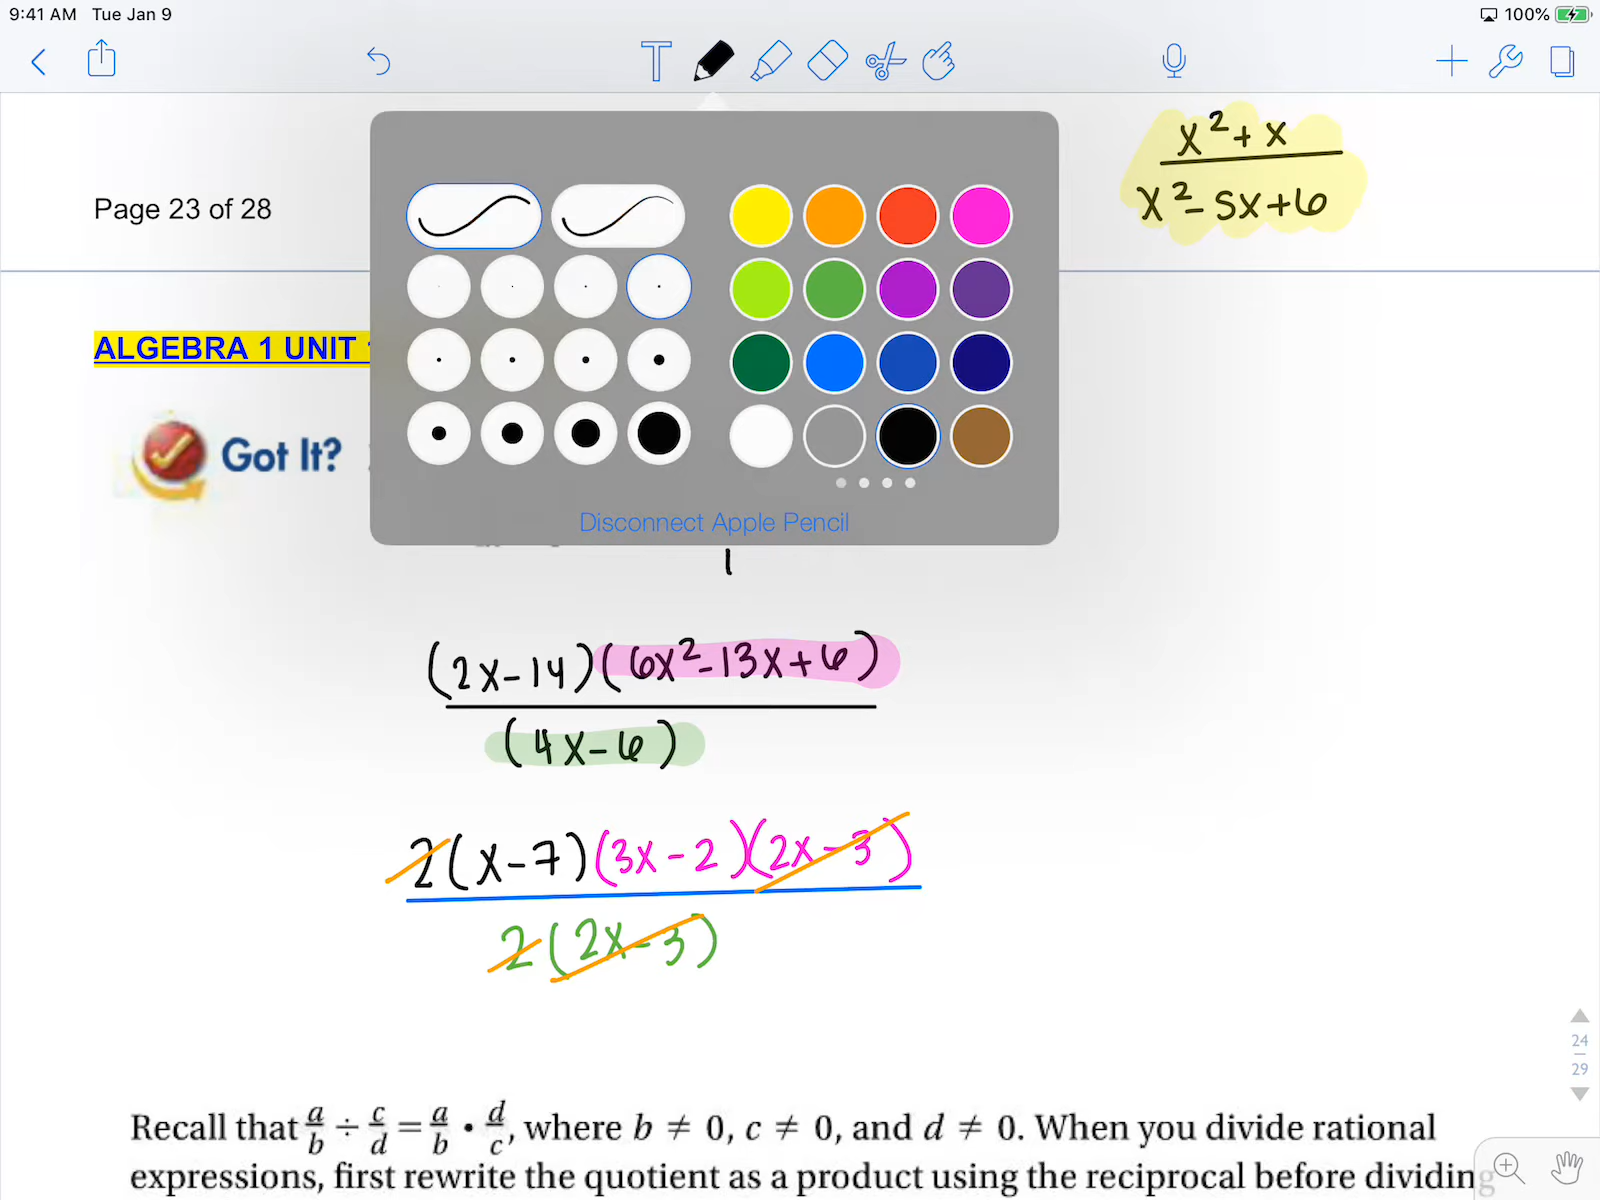 9:41 AM Tue Jan 9
100%
T
x²+x
x²-5x+6
Page 23 of 28
ALGEBRA 1 UNIT
Got It?
Disconnect Apple Pencil
1
(2x-14)(6x²-13x+6)
(4x-6)
2(x-7)(3x-2)(2x-3)
2(2x-3)
24
29
Recall that a/b ÷ c/d = a/b • d/c, where b ≠ 0, c ≠ 0, and d ≠ 0. When you divide rational
expressions, first rewrite the quotient as a product using the reciprocal before dividing